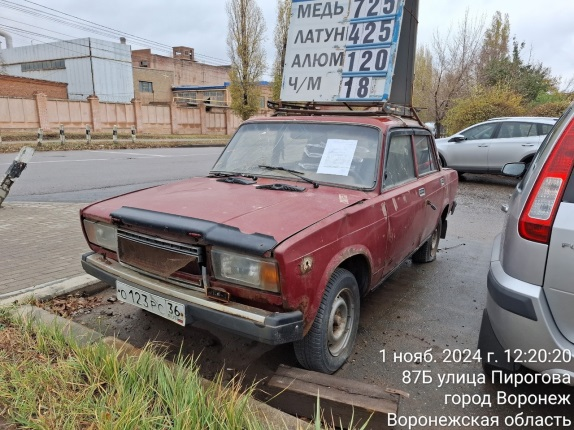 МЕДЬ 725
ЛАТУНЬ 425
АЛЮМ 120
Ч/М 18
О 123 РС 36
1 нояб. 2024 г. 12:20:20
87Б улица Пирогова
город Воронеж
Воронежская область